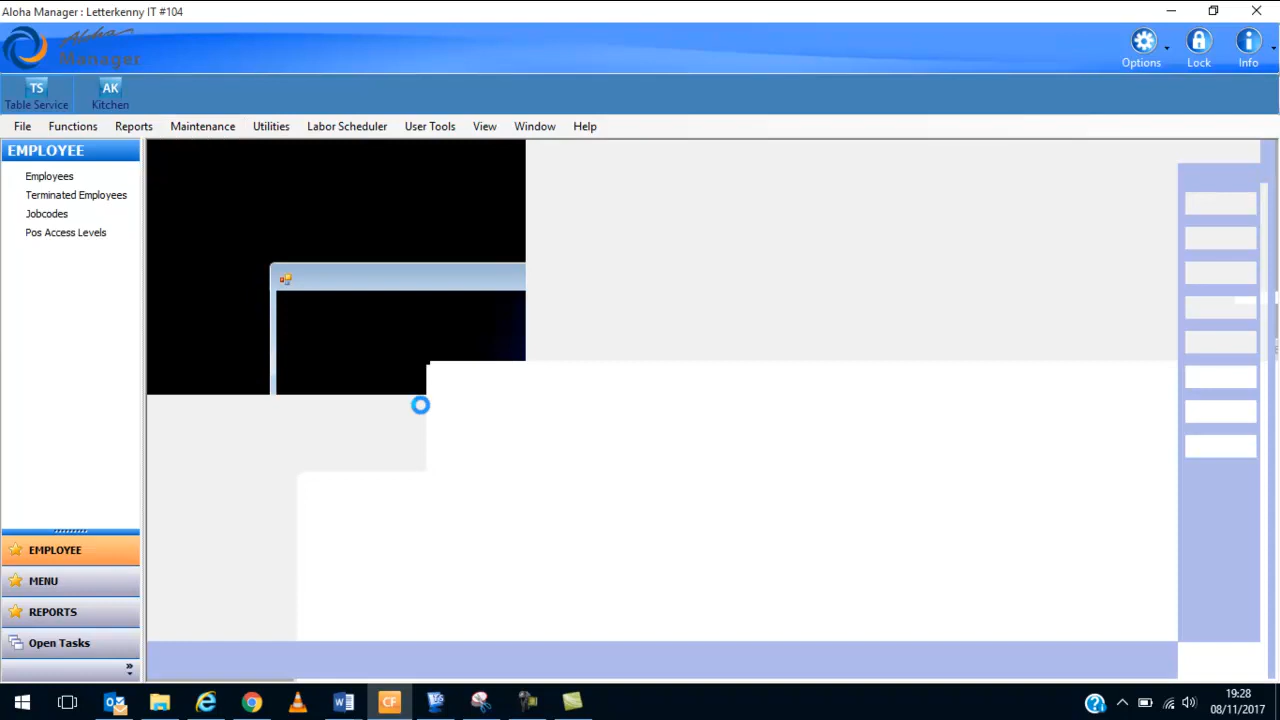 Aloha Manager : Letterkenny IT #104
Aloha
Manager
Options
Lock
Info
TS
AK
Table Service
Kitchen
File
Functions
Reports
Maintenance
Utilities
Labor Scheduler
User Tools
View
Window
Help
EMPLOYEE
Employees
Terminated Employees
Jobcodes
Pos Access Levels
EMPLOYEE
MENU
REPORTS
Open Tasks
CF
19:28
08/11/2017